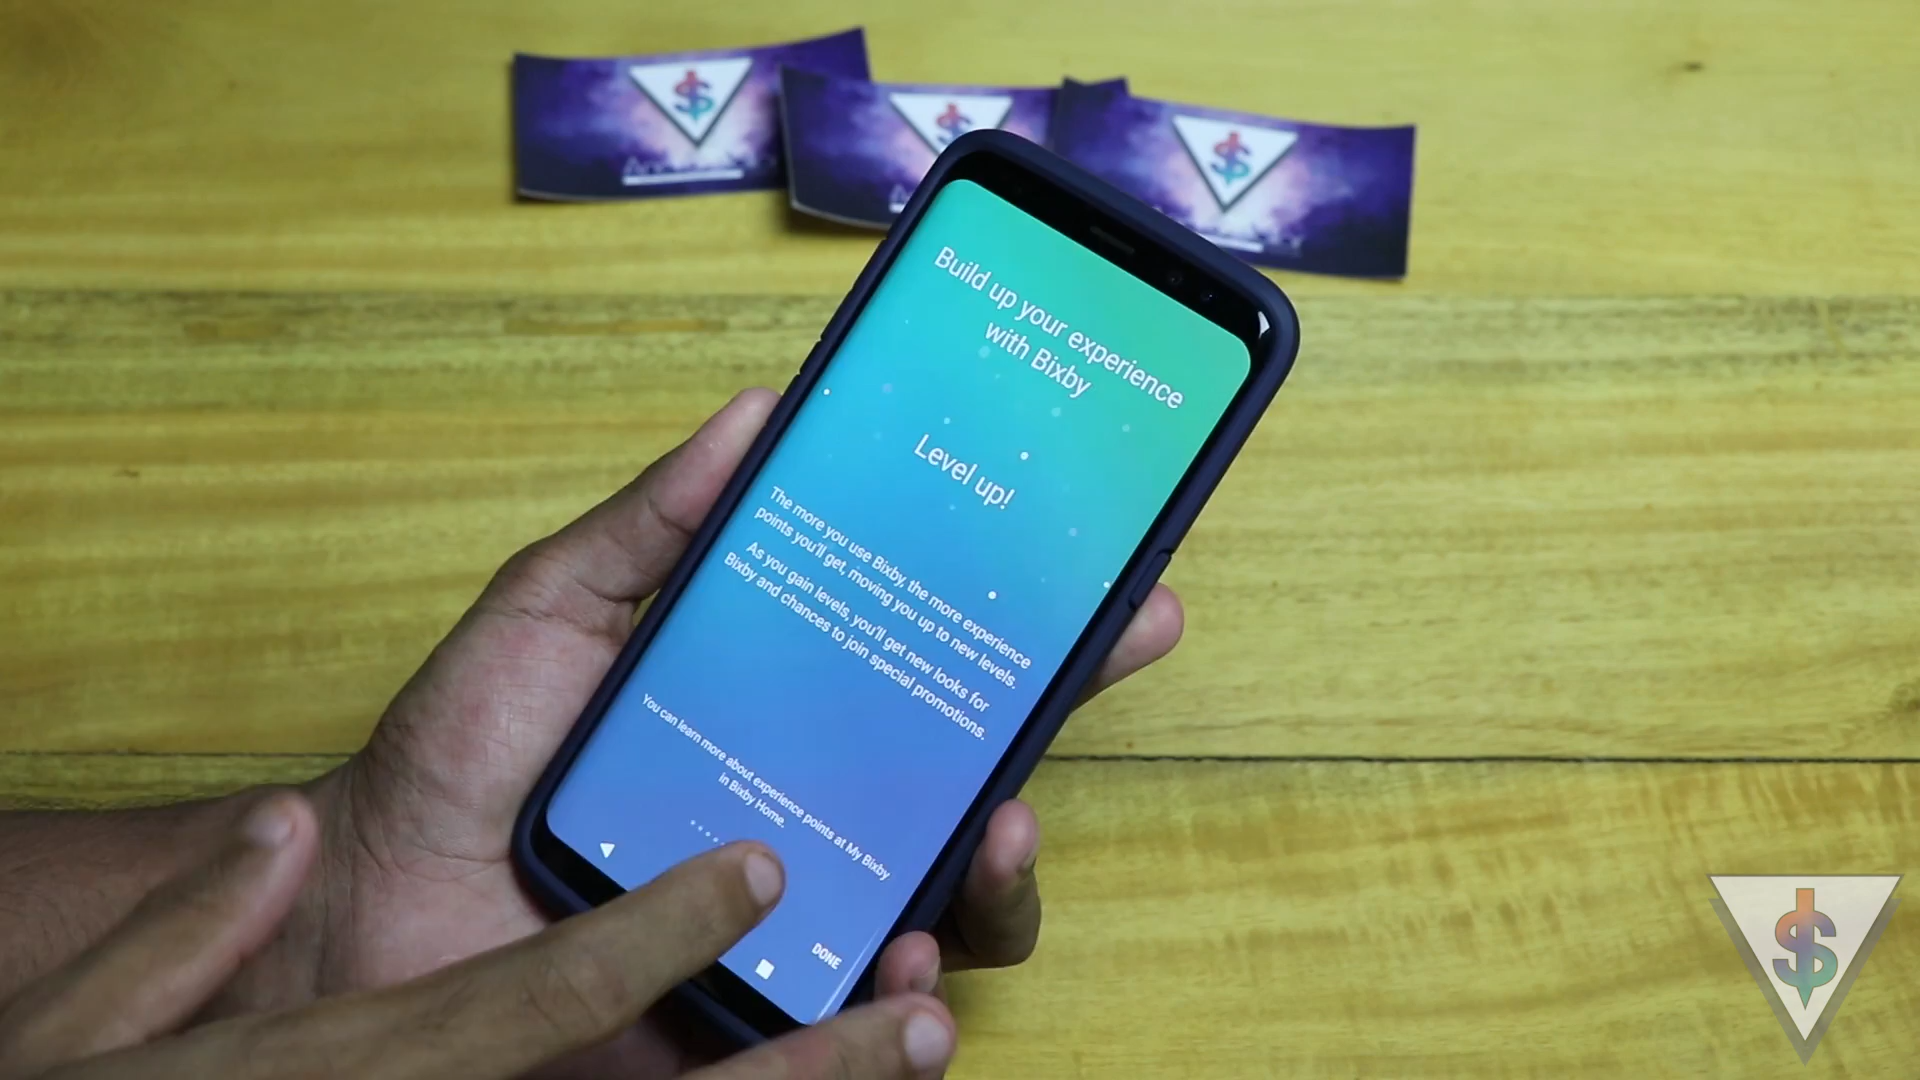 Build up your experience
with Bixby
Level up!
The more you use Bixby, the more experience
points you'll get, moving you up to new levels.
As you gain levels, you'll get new looks for
Bixby and chances to join special promotions.
You can learn more about experience points at My Bixby
in Bixby Home.
DONE